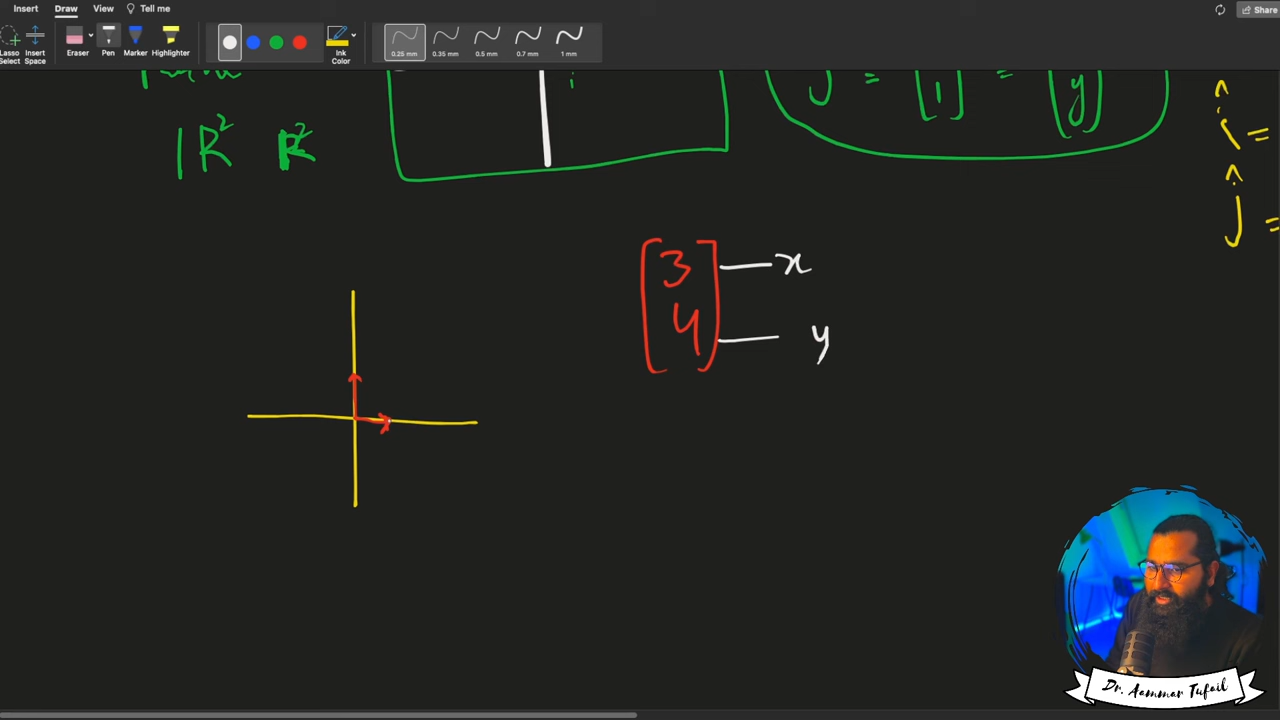 Insert Draw View Tell me Share
Lasso Select Insert Space Eraser Pen Marker Highlighter Ink Color 0.25 mm 0.35 mm 0.5 mm 0.7 mm 1 mm
i j = [ 1 ] = [ y ] î =
ℝ² ℝ²
ĵ =
[ 3 — x
4 ] — y
Dr. Aammar Tufail